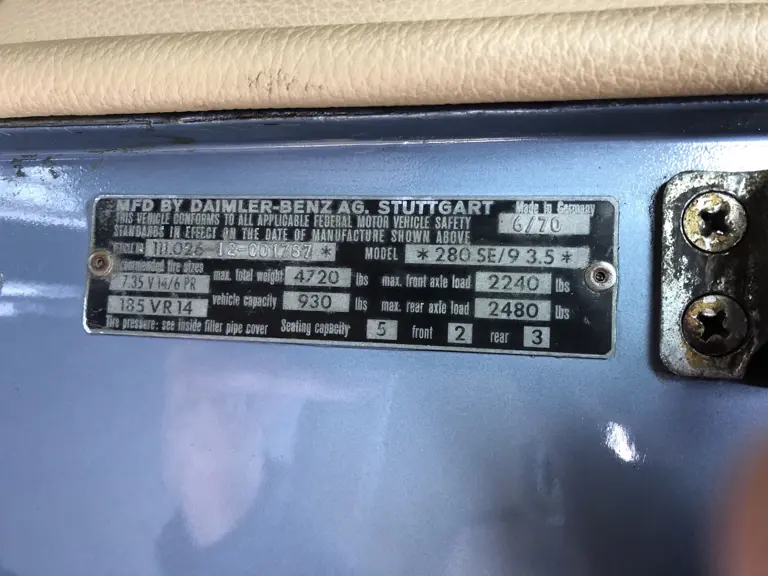 MFD BY DAIMLER-BENZ AG. STUTTGART Made in Germany
THIS VEHICLE CONFORMS TO ALL APPLICABLE FEDERAL MOTOR VEHICLE SAFETY 6/70
STANDARDS IN EFFECT ON THE DATE OF MANUFACTURE SHOWN ABOVE
111.026-12-001787 * MODEL * 280 SE/9 3.5 *
tire sizes max. total weight 4720 lbs max. front axle load 2240 lbs
7.35 V 14/6 PR
185 VR 14 vehicle capacity 930 lbs max. rear axle load 2480 lbs
Tire pressure: see inside filler pipe cover Seating capacity 5 front 2 rear 3